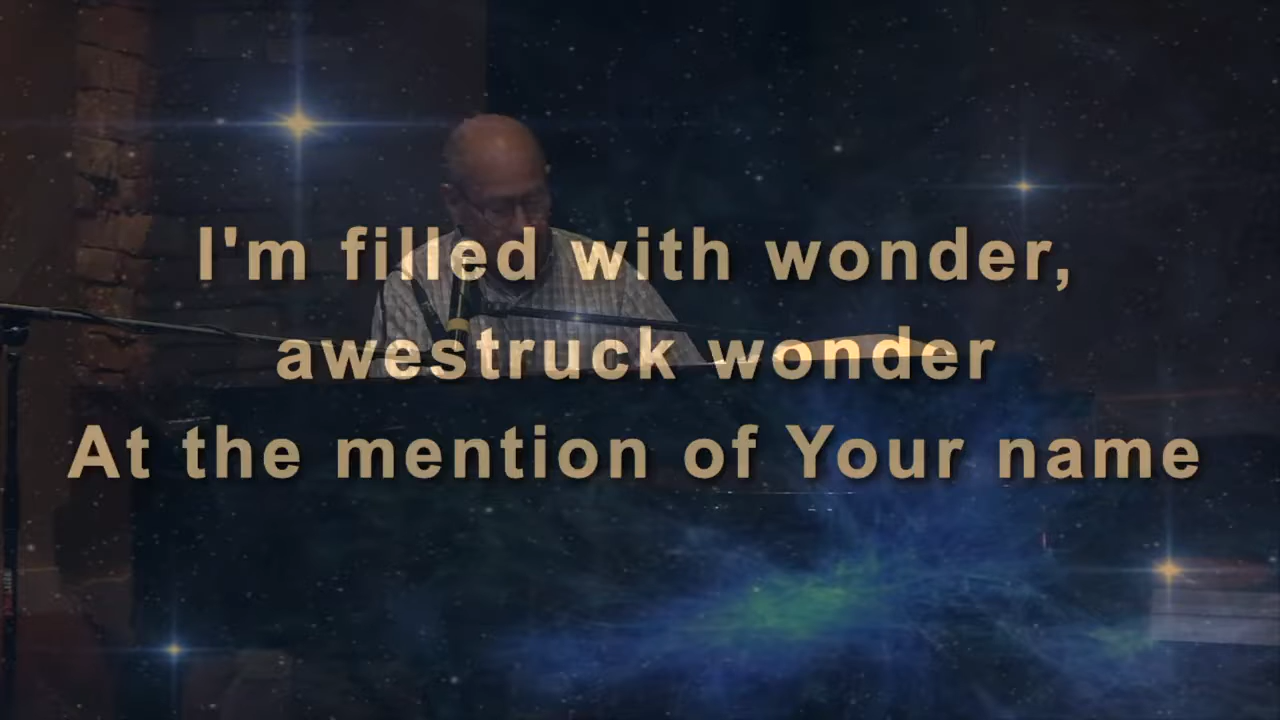 I'm filled with wonder,
awestruck wonder
At the mention of Your name